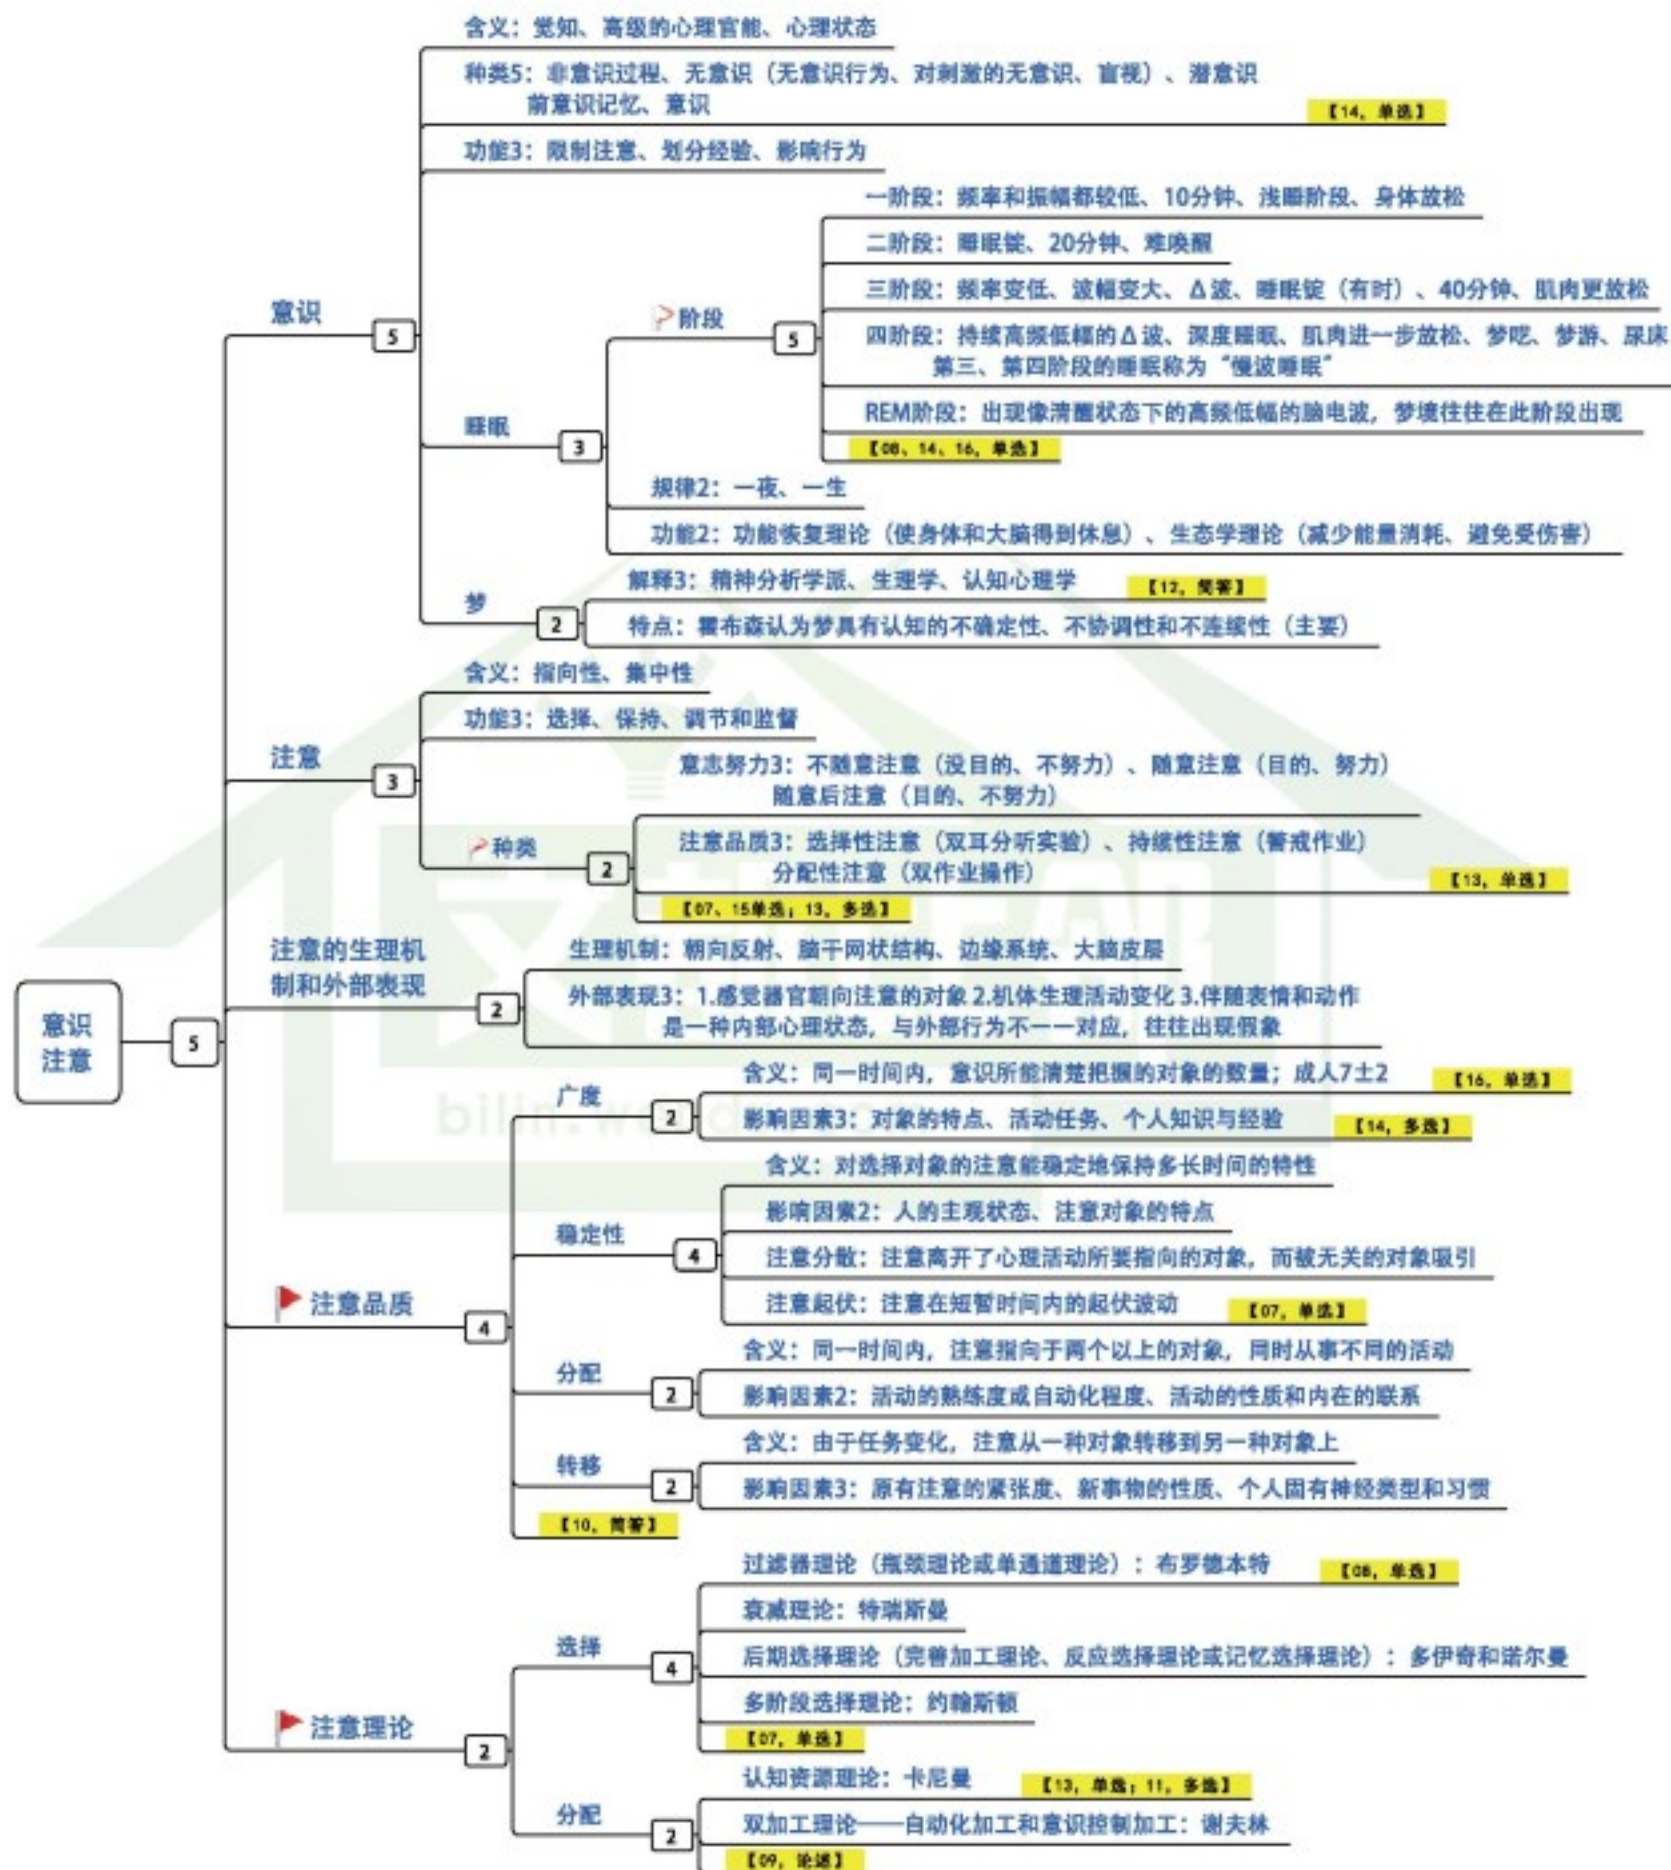 含义：觉知、高级的心理官能、心理状态
种类5：非意识过程、无意识（无意识行为、对刺激的无意识、盲视）、潜意识
前意识记忆、意识
【14，单选】
功能3：限制注意、划分经验、影响行为
意识
5
一阶段：频率和振幅都较低、10分钟、浅睡阶段、身体放松
二阶段：睡眠锭、20分钟、难唤醒
三阶段：频率变低、波幅变大、Δ波、睡眠锭（有时）、40分钟、肌肉更放松
阶段
5
四阶段：持续高频低幅的Δ波、深度睡眠、肌肉进一步放松、梦呓、梦游、尿床
第三、第四阶段的睡眠称为“慢波睡眠”
REM阶段：出现像清醒状态下的高频低幅的脑电波，梦境往往在此阶段出现
【08、14、16，单选】
睡眠
3
规律2：一夜、一生
功能2：功能恢复理论（使身体和大脑得到休息）、生态学理论（减少能量消耗、避免受伤害）
梦
2
解释3：精神分析学派、生理学、认知心理学
【12，简答】
特点：霍布森认为梦具有认知的不确定性、不协调性和不连续性（主要）
含义：指向性、集中性
功能3：选择、保持、调节和监督
注意
3
意志努力3：不随意注意（没目的、不努力）、随意注意（目的、努力）
随意后注意（目的、不努力）
种类
2
注意品质3：选择性注意（双耳分听实验）、持续性注意（警戒作业）
分配性注意（双作业操作）
【13，单选】
【07、15单选；13，多选】
注意的生理机
制和外部表现
2
生理机制：朝向反射、脑干网状结构、边缘系统、大脑皮层
外部表现3：1.感觉器官朝向注意的对象 2.机体生理活动变化 3.伴随表情和动作
是一种内部心理状态，与外部行为不一一对应，往往出现假象
意识
注意
5
广度
2
含义：同一时间内，意识所能清楚把握的对象的数量；成人7士2
【16，单选】
bilin.w
影响因素3：对象的特点、活动任务、个人知识与经验
【14，多选】
含义：对选择对象的注意能稳定地保持多长时间的特性
影响因素2：人的主观状态、注意对象的特点
稳定性
4
注意分散：注意离开了心理活动所要指向的对象，而被无关的对象吸引
注意起伏：注意在短暂时间内的起伏波动
【07，单选】
注意品质
4
含义：同一时间内，注意指向于两个以上的对象，同时从事不同的活动
分配
2
影响因素2：活动的熟练度或自动化程度、活动的性质和内在的联系
含义：由于任务变化，注意从一种对象转移到另一种对象上
转移
2
影响因素3：原有注意的紧张度、新事物的性质、个人固有神经类型和习惯
【10，简答】
过滤器理论（瓶颈理论或单通道理论）：布罗德本特
【08，单选】
衰减理论：特瑞斯曼
选择
4
后期选择理论（完善加工理论、反应选择理论或记忆选择理论）：多伊奇和诺尔曼
多阶段选择理论：约翰斯顿
【07，单选】
注意理论
2
认知资源理论：卡尼曼
【13，单选；11，多选】
分配
2
双加工理论——自动化加工和意识控制加工：谢夫林
【09，论述】